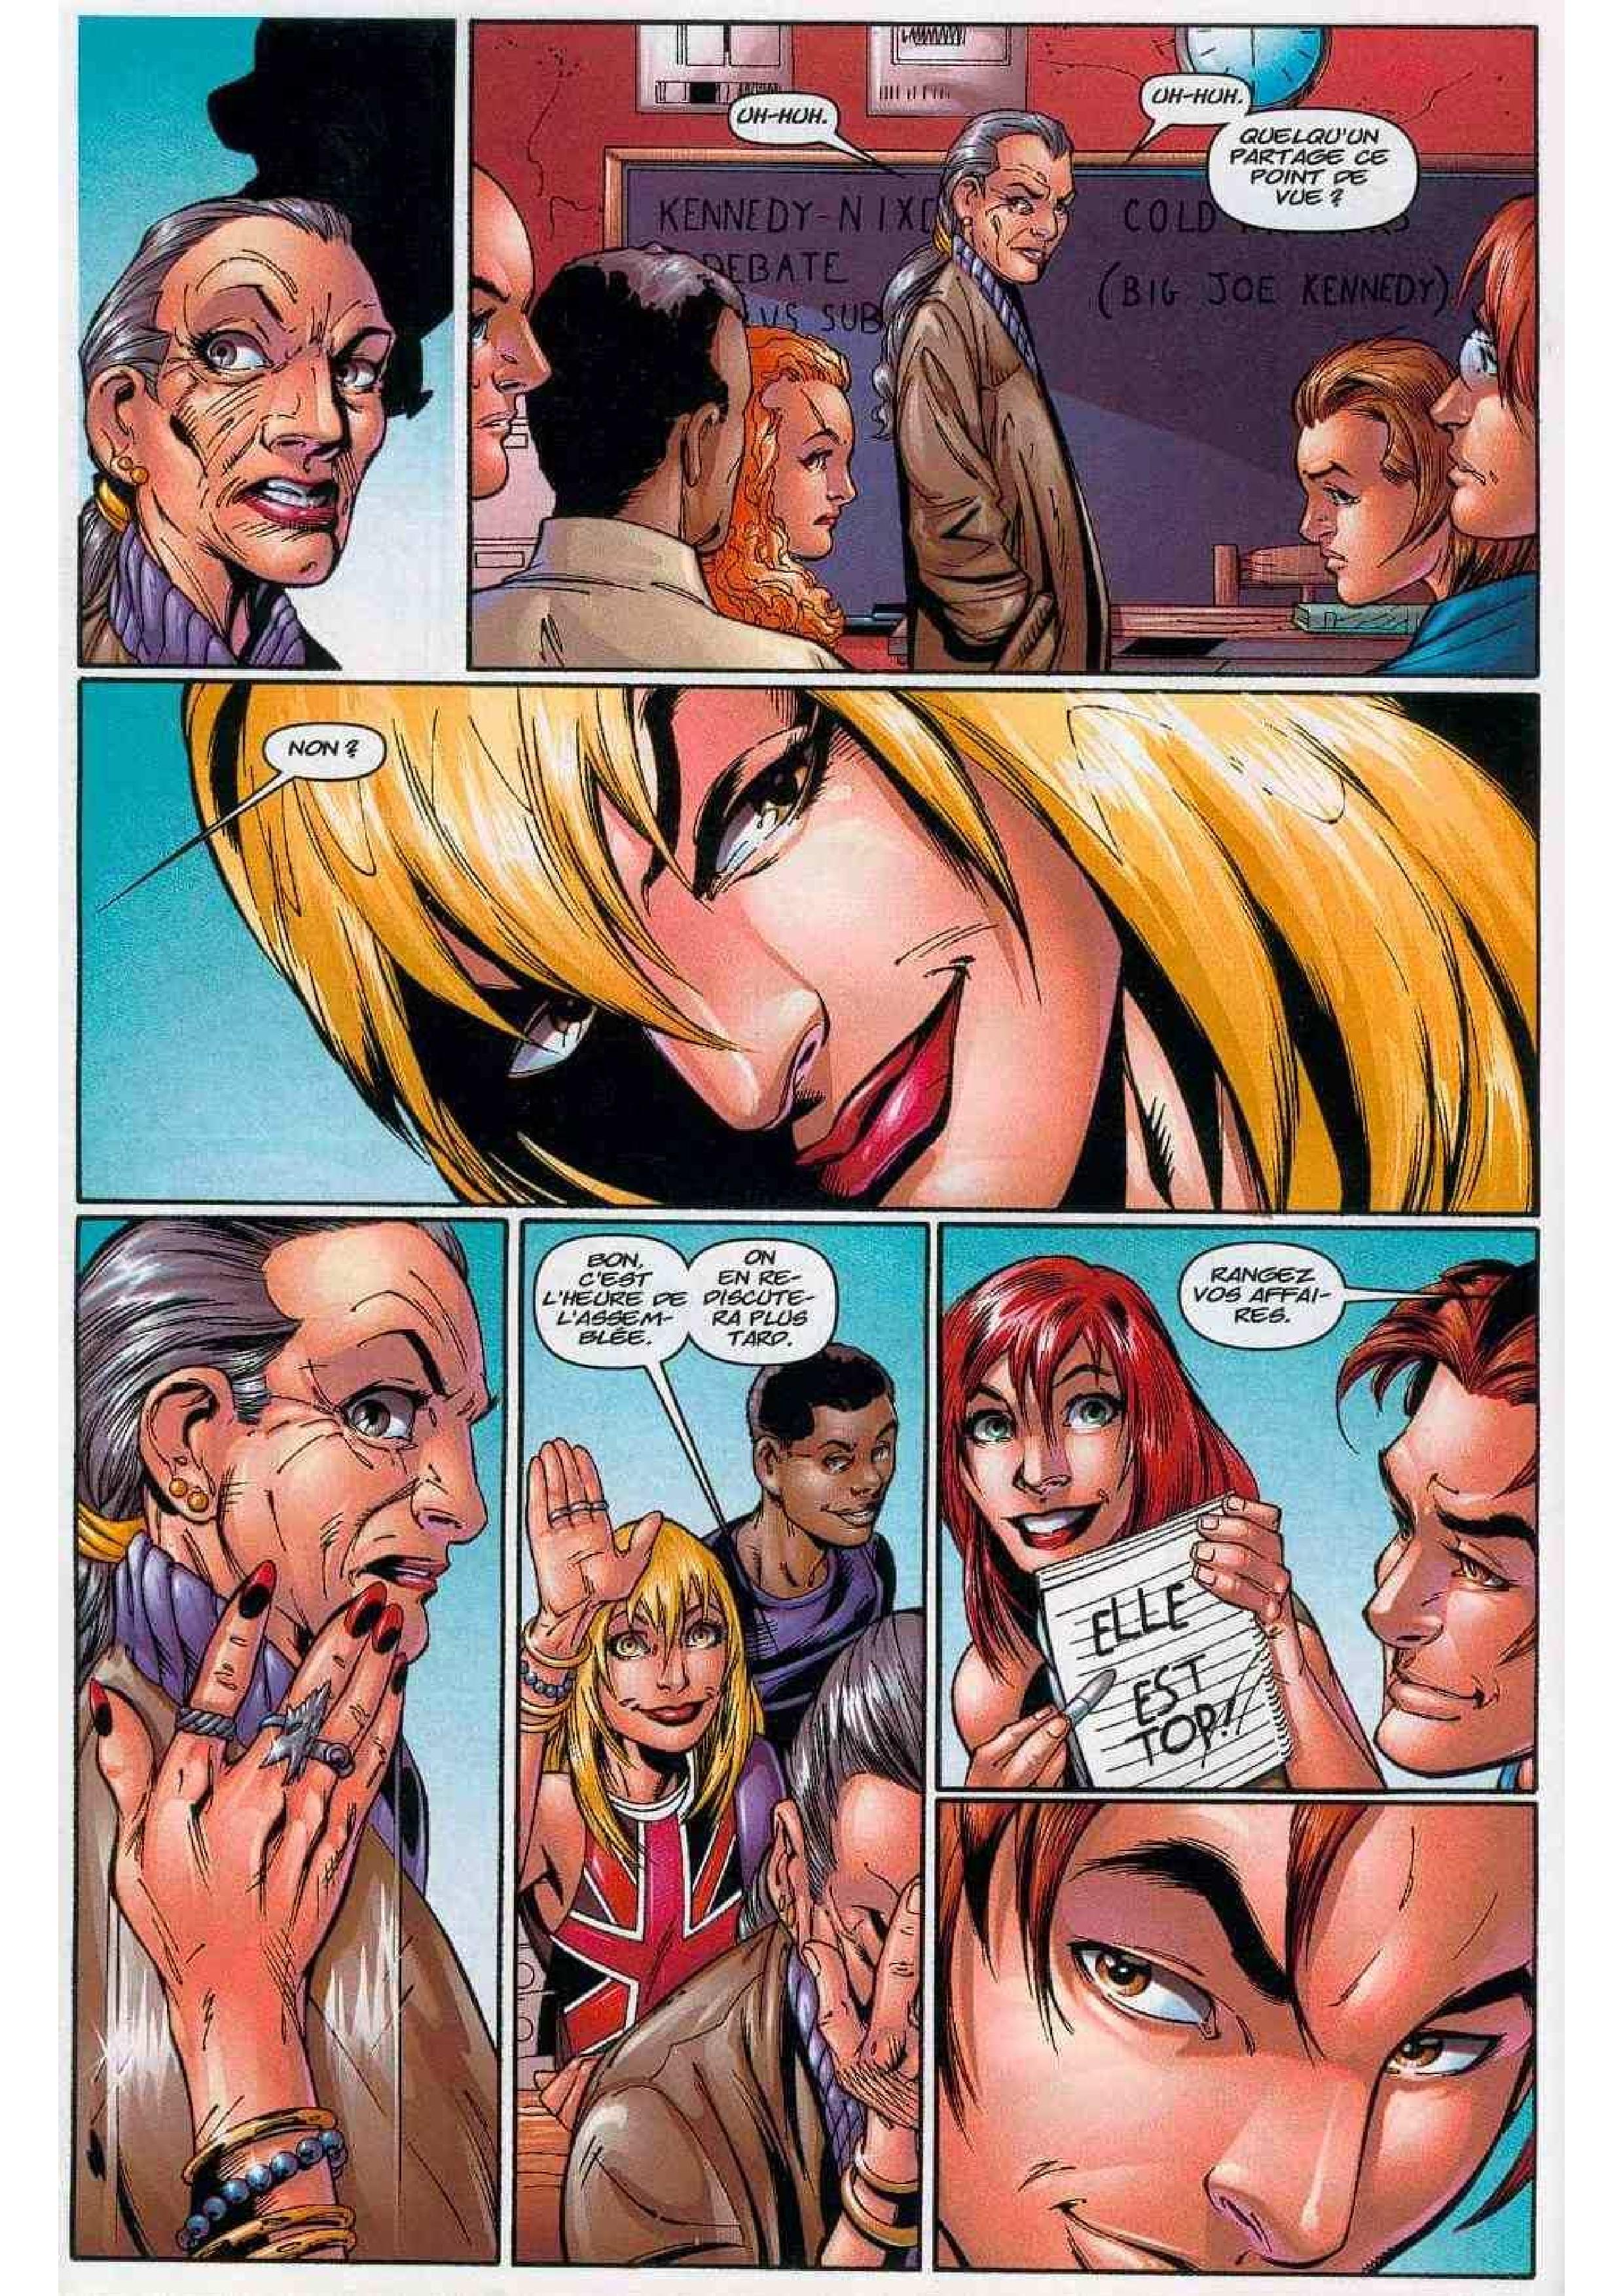 UH-HUH.
UH-HUH.
QUELQU'UN
PARTAGE CE
POINT DE
VUE ?
KENNEDY-NIX
DEBATE
VS SUB
COLD
(BIG JOE KENNEDY)
NON ?
BON,
C'EST
L'HEURE DE
L'ASSEM-
BLÉE.
ON
EN RE-
DISCUTE-
RA PLUS
TARD.
RANGEZ
VOS AFFAI-
RES.
ELLE
EST
TOP!